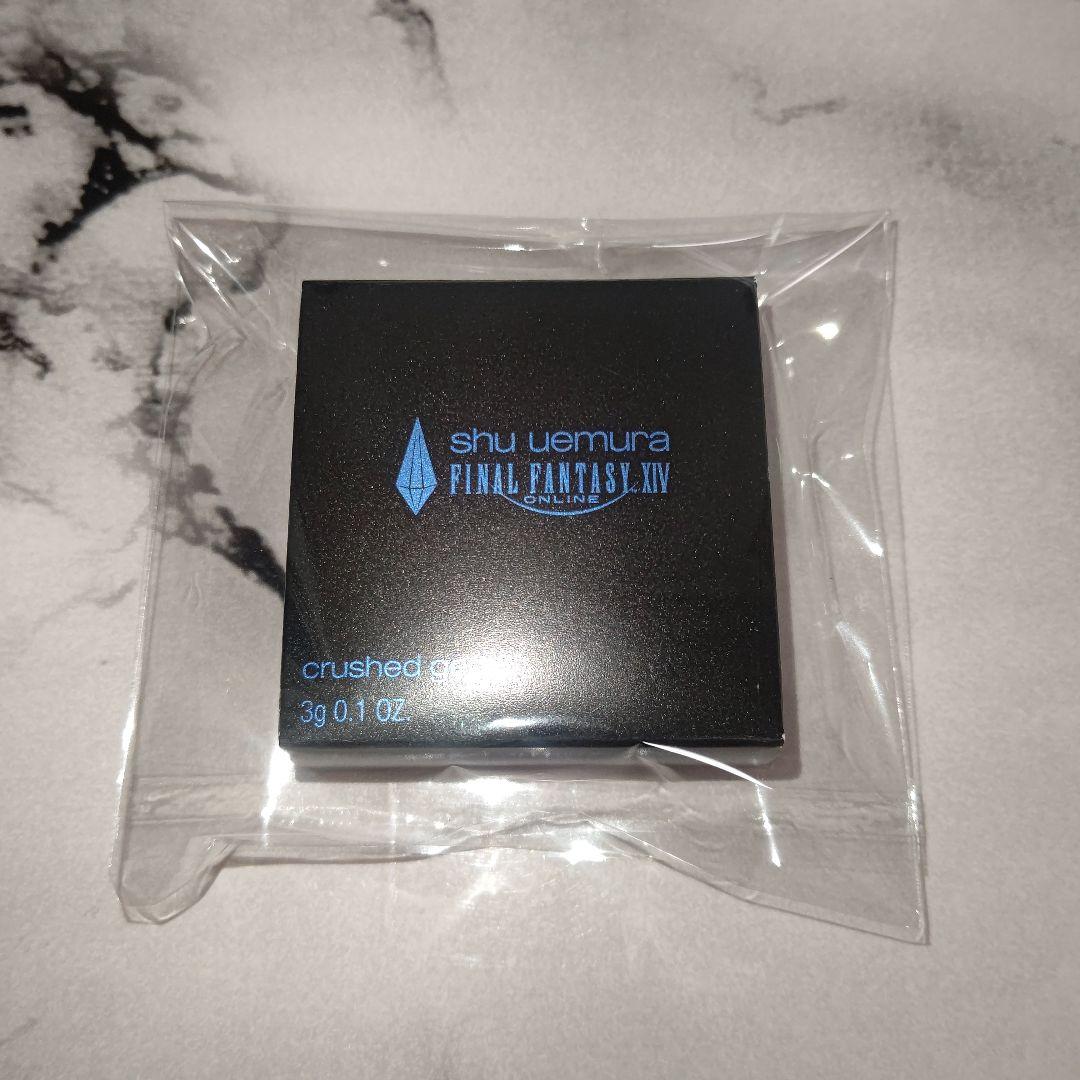 shu uemura
FINAL FANTASY XIV
ONLINE
crushed
3g 0.1 OZ.